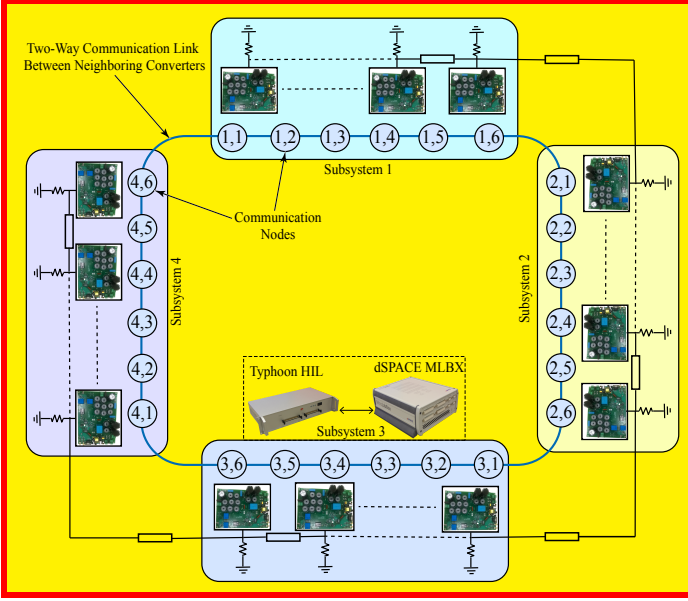 Two-Way Communication Link
Between Neighboring Converters
1,1 1,2 1,3 1,4 1,5 1,6
Subsystem 1
4,6
4,5
4,4
4,3
4,2
4,1
Subsystem 4
Communication
Nodes
2,1
2,2
2,3
2,4
2,5
2,6
Subsystem 2
Typhoon HIL dSPACE MLBX
Subsystem 3
3,6 3,5 3,4 3,3 3,2 3,1